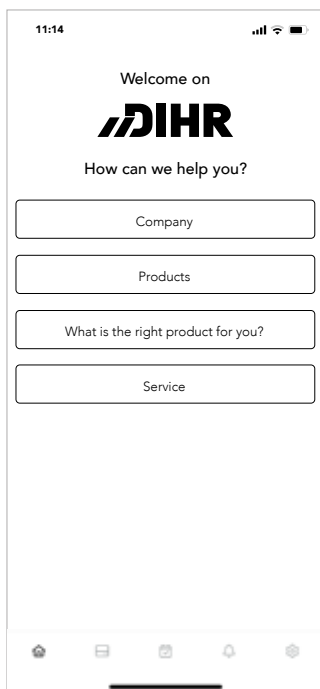 11:14
Welcome on
DIHR
How can we help you?
Company
Products
What is the right product for you?
Service